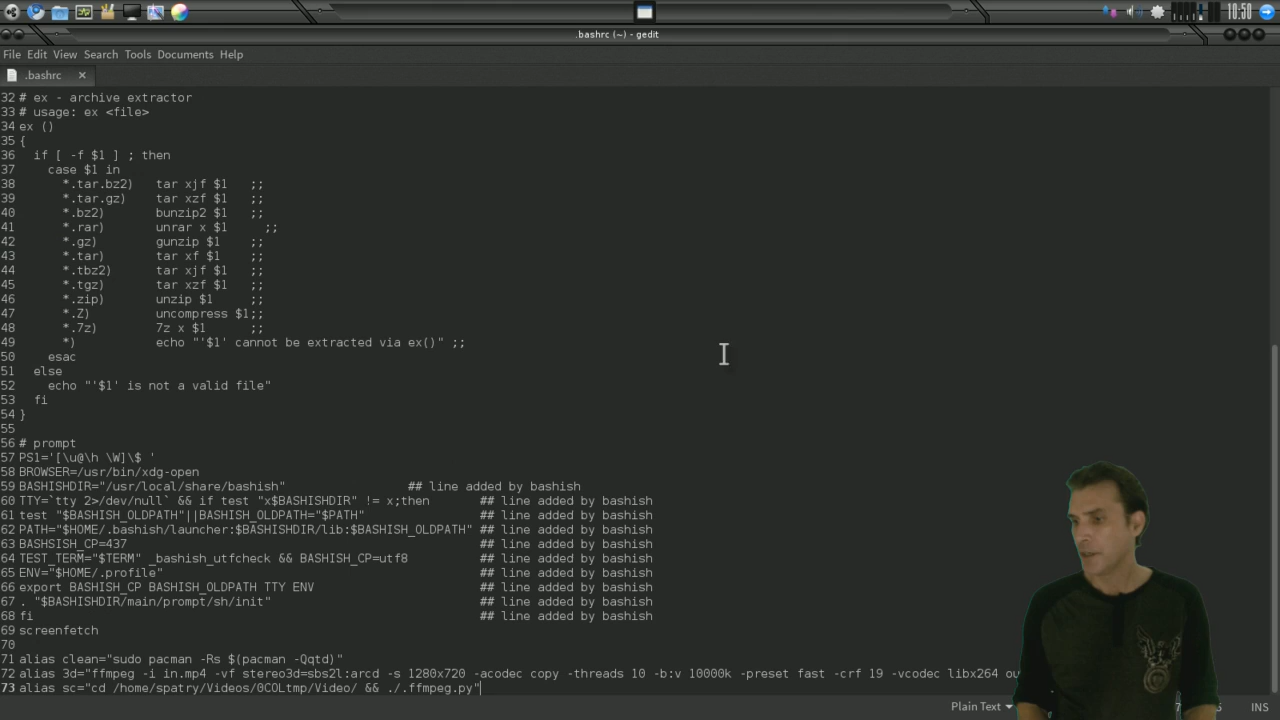 10:50
.bashrc (~) - gedit
File Edit View Search Tools Documents Help
.bashrc ×
32 # ex - archive extractor
33 # usage: ex <file>
34 ex ()
35 {
36   if [ -f $1 ] ; then
37     case $1 in
38       *.tar.bz2)   tar xjf $1   ;;
39       *.tar.gz)    tar xzf $1   ;;
40       *.bz2)       bunzip2 $1   ;;
41       *.rar)       unrar x $1     ;;
42       *.gz)        gunzip $1    ;;
43       *.tar)       tar xf $1    ;;
44       *.tbz2)      tar xjf $1   ;;
45       *.tgz)       tar xzf $1   ;;
46       *.zip)       unzip $1     ;;
47       *.Z)         uncompress $1;;
48       *.7z)        7z x $1      ;;
49       *)           echo "'$1' cannot be extracted via ex()" ;;
50     esac
51   else
52     echo "'$1' is not a valid file"
53   fi
54 }
55
56 # prompt
57 PS1='[\u@\h \W]\$ '
58 BROWSER=/usr/bin/xdg-open
59 BASHISHDIR="/usr/local/share/bashish"                 ## line added by bashish
60 TTY=`tty 2>/dev/null` && if test "x$BASHISHDIR" != x;then       ## line added by bashish
61 test "$BASHISH_OLDPATH"||BASHISH_OLDPATH="$PATH"                ## line added by bashish
62 PATH="$HOME/.bashish/launcher:$BASHISHDIR/lib:$BASHISH_OLDPATH" ## line added by bashish
63 BAHSISH_CP=437                                                  ## line added by bashish
64 TEST_TERM="$TERM" _bashish_utfcheck && BASHISH_CP=utf8          ## line added by bashish
65 ENV="$HOME/.profile"                                            ## line added by bashish
66 export BASHISH_CP BASHISH_OLDPATH TTY ENV                       ## line added by bashish
67 . "$BASHISHDIR/main/prompt/sh/init"                             ## line added by bashish
68 fi                                                              ## line added by bashish
69 screenfetch
70
71 alias clean="sudo pacman -Rs $(pacman -Qqtd)"
72 alias 3d="ffmpeg -i in.mp4 -vf stereo3d=sbs2l:arcd -s 1280x720 -acodec copy -threads 10 -b:v 10000k -preset fast -crf 19 -vcodec libx264
73 alias sc="cd /home/spatry/Videos/0COLtmp/Video/ && ./.ffmpeg.py"
Plain Text INS